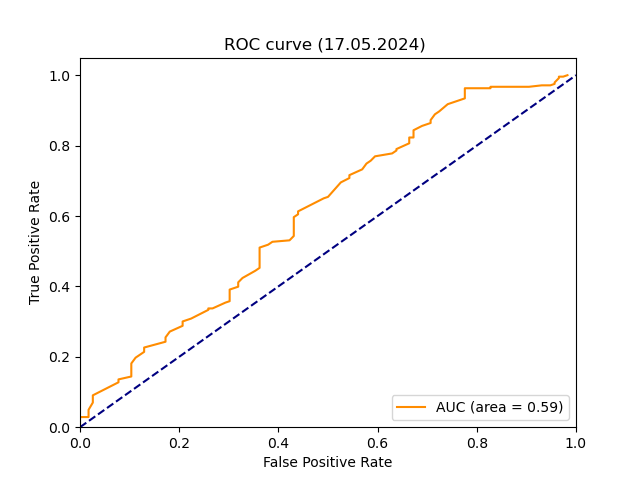 ROC curve (17.05.2024)
True Positive Rate
1.0
0.8
0.6
0.4
0.2
0.0
0.0 0.2 0.4 0.6 0.8 1.0
False Positive Rate
AUC (area = 0.59)